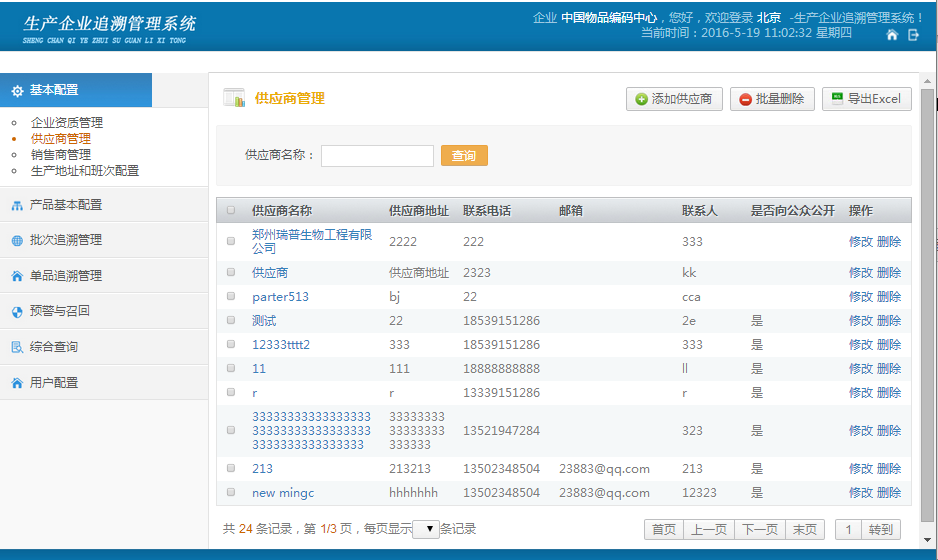 生产企业追溯管理系统
SHENG CHAN QI YE ZHUI SU GUAN LI XI TONG
企业 中国物品编码中心，您好，欢迎登录 北京 -生产企业追溯管理系统！
当前时间：2016-5-19 11:02:32 星期四
基本配置
企业资质管理
供应商管理
销售商管理
生产地址和班次配置
产品基本配置
批次追溯管理
单品追溯管理
预警与召回
综合查询
用户配置
供应商管理
添加供应商 批量删除 导出Excel
供应商名称： 查询
供应商名称 供应商地址 联系电话 邮箱 联系人 是否向公众公开 操作
郑州瑞普生物工程有限
公司 2222 222 333 修改 删除
供应商 供应商地址 2323 kk 修改 删除
parter513 bj 22 cca 修改 删除
测试 22 18539151286 2e 是 修改 删除
12333tttt2 333 18539151286 333 是 修改 删除
11 111 18888888888 ll 是 修改 删除
r r 13339151286 r 是 修改 删除
33333333333333333 33333333
33333333333333333 33333333 13521947284 323 是 修改 删除
3333333333333333 333333
213 213213 13502348504 23883@qq.com 213 是 修改 删除
new mingc hhhhhhh 13502348504 23883@qq.com 12323 是 修改 删除
共 24 条记录，第 1/3 页，每页显示 条记录 首页 上一页 下一页 末页 1 转到